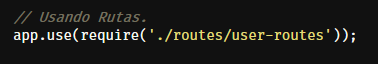 // Usando Rutas.
app.use(require('./routes/user-routes'));